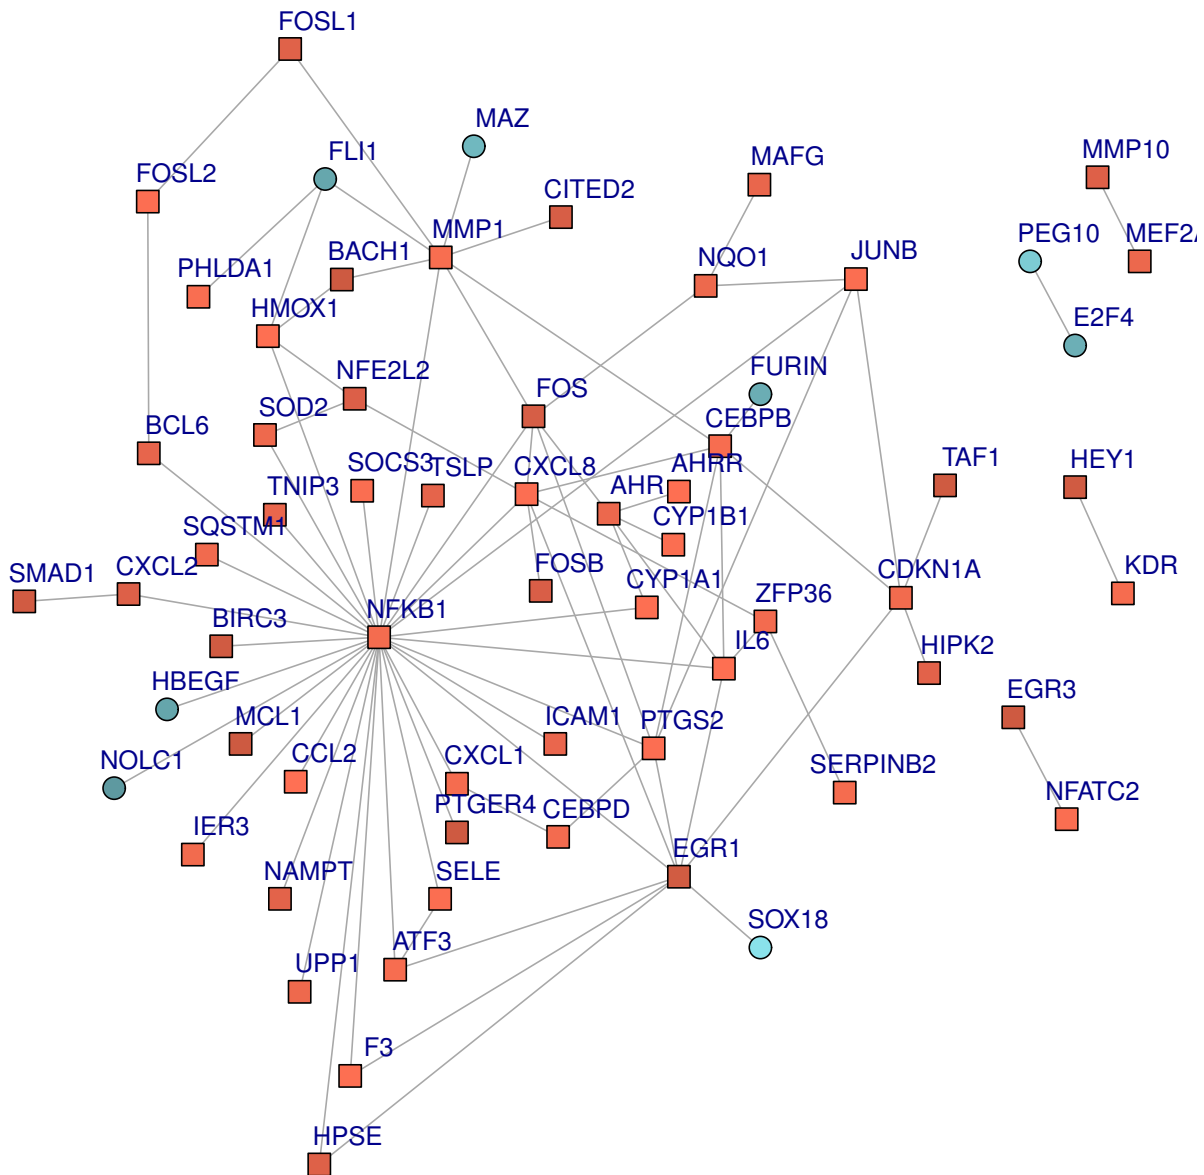 FOSL1
MAZ
FLI1
MAFG
MMP10
FOSL2
CITED2
MMP1
PEG10
MEF2A
BACH1
NQO1
JUNB
PHLDA1
HMOX1
E2F4
NFE2L2
FURIN
FOS
SOD2
CEBPB
BCL6
SOCS3
TSLP
CXCL8
AHRR
AHR
TAF1
HEY1
TNIP3
CYP1B1
SQSTM1
FOSB
SMAD1
CXCL2
CYP1A1
CDKN1A
KDR
ZFP36
NFKB1
BIRC3
IL6
HIPK2
HBEGF
EGR3
MCL1
ICAM1
PTGS2
NOLC1
CCL2
CXCL1
SERPINB2
PTGER4
CEBPD
NFATC2
IER3
EGR1
NAMPT
SELE
SOX18
ATF3
UPP1
F3
HPSE